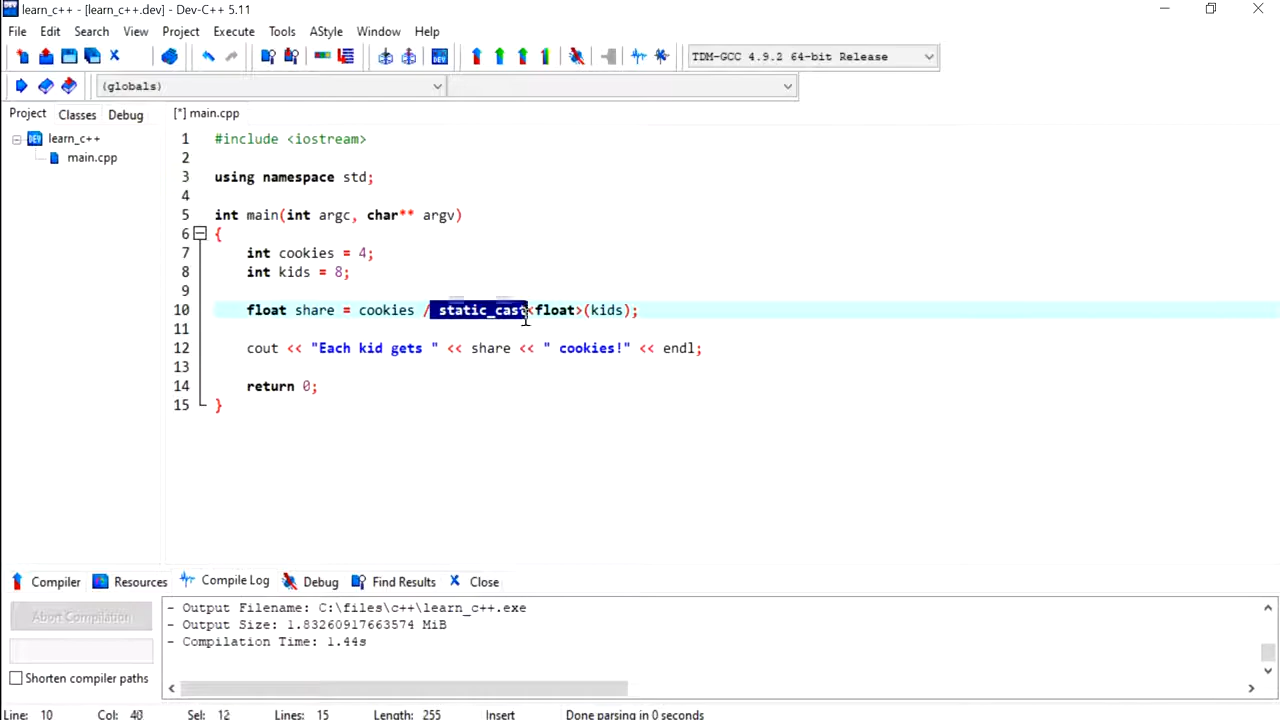 learn_c++ - [learn_c++.dev] - Dev-C++ 5.11
File Edit Search View Project Execute Tools AStyle Window Help
DEV TDM-GCC 4.9.2 64-bit Release
(globals)
Project Classes Debug [*] main.cpp
DEV learn_c++
main.cpp
1 #include <iostream>
2
3 using namespace std;
4
5 int main(int argc, char** argv)
6 {
7 int cookies = 4;
8 int kids = 8;
9
10 float share = cookies / static_cast<float>(kids);
11
12 cout << "Each kid gets " << share << " cookies!" << endl;
13
14 return 0;
15 }
Compiler Resources Compile Log Debug Find Results Close
Abort Compilation
Shorten compiler paths
- Output Filename: C:\files\c++\learn_c++.exe
- Output Size: 1.83260917663574 MiB
- Compilation Time: 1.44s
Line: 10 Col: 40 Sel: 12 Lines: 15 Length: 255 Insert Done parsing in 0 seconds